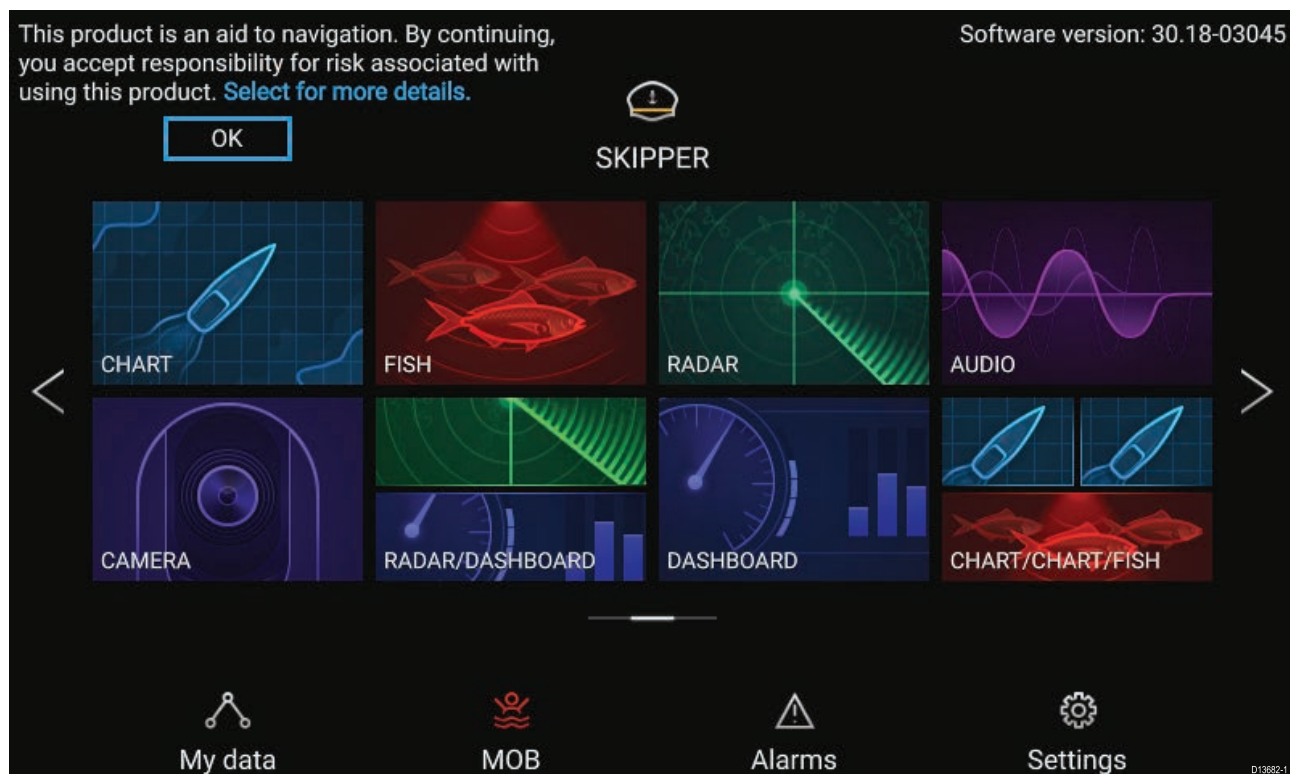 This product is an aid to navigation. By continuing,
you accept responsibility for risk associated with
using this product. Select for more details.
OK
Software version: 30.18-03045
SKIPPER
CHART
FISH
RADAR
AUDIO
CAMERA
RADAR/DASHBOARD
DASHBOARD
CHART/CHART/FISH
My data
MOB
Alarms
Settings
D13682-1